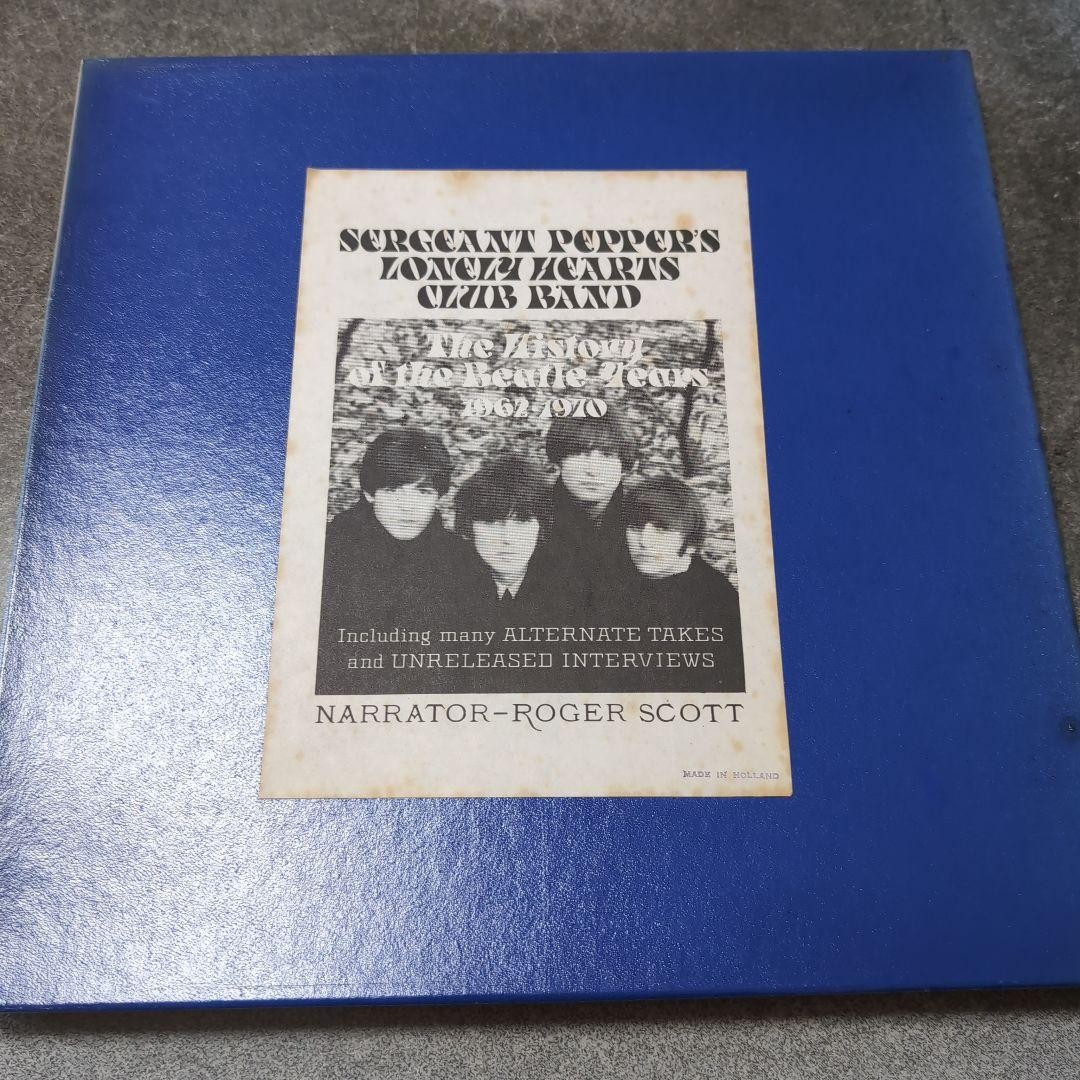 SERGEANT PEPPER'S
LONELY HEARTS
CLUB BAND
The History
of the Beatle Years
1962-1970
Including many ALTERNATE TAKES
and UNRELEASED INTERVIEWS
NARRATOR–ROGER SCOTT
MADE IN HOLLAND